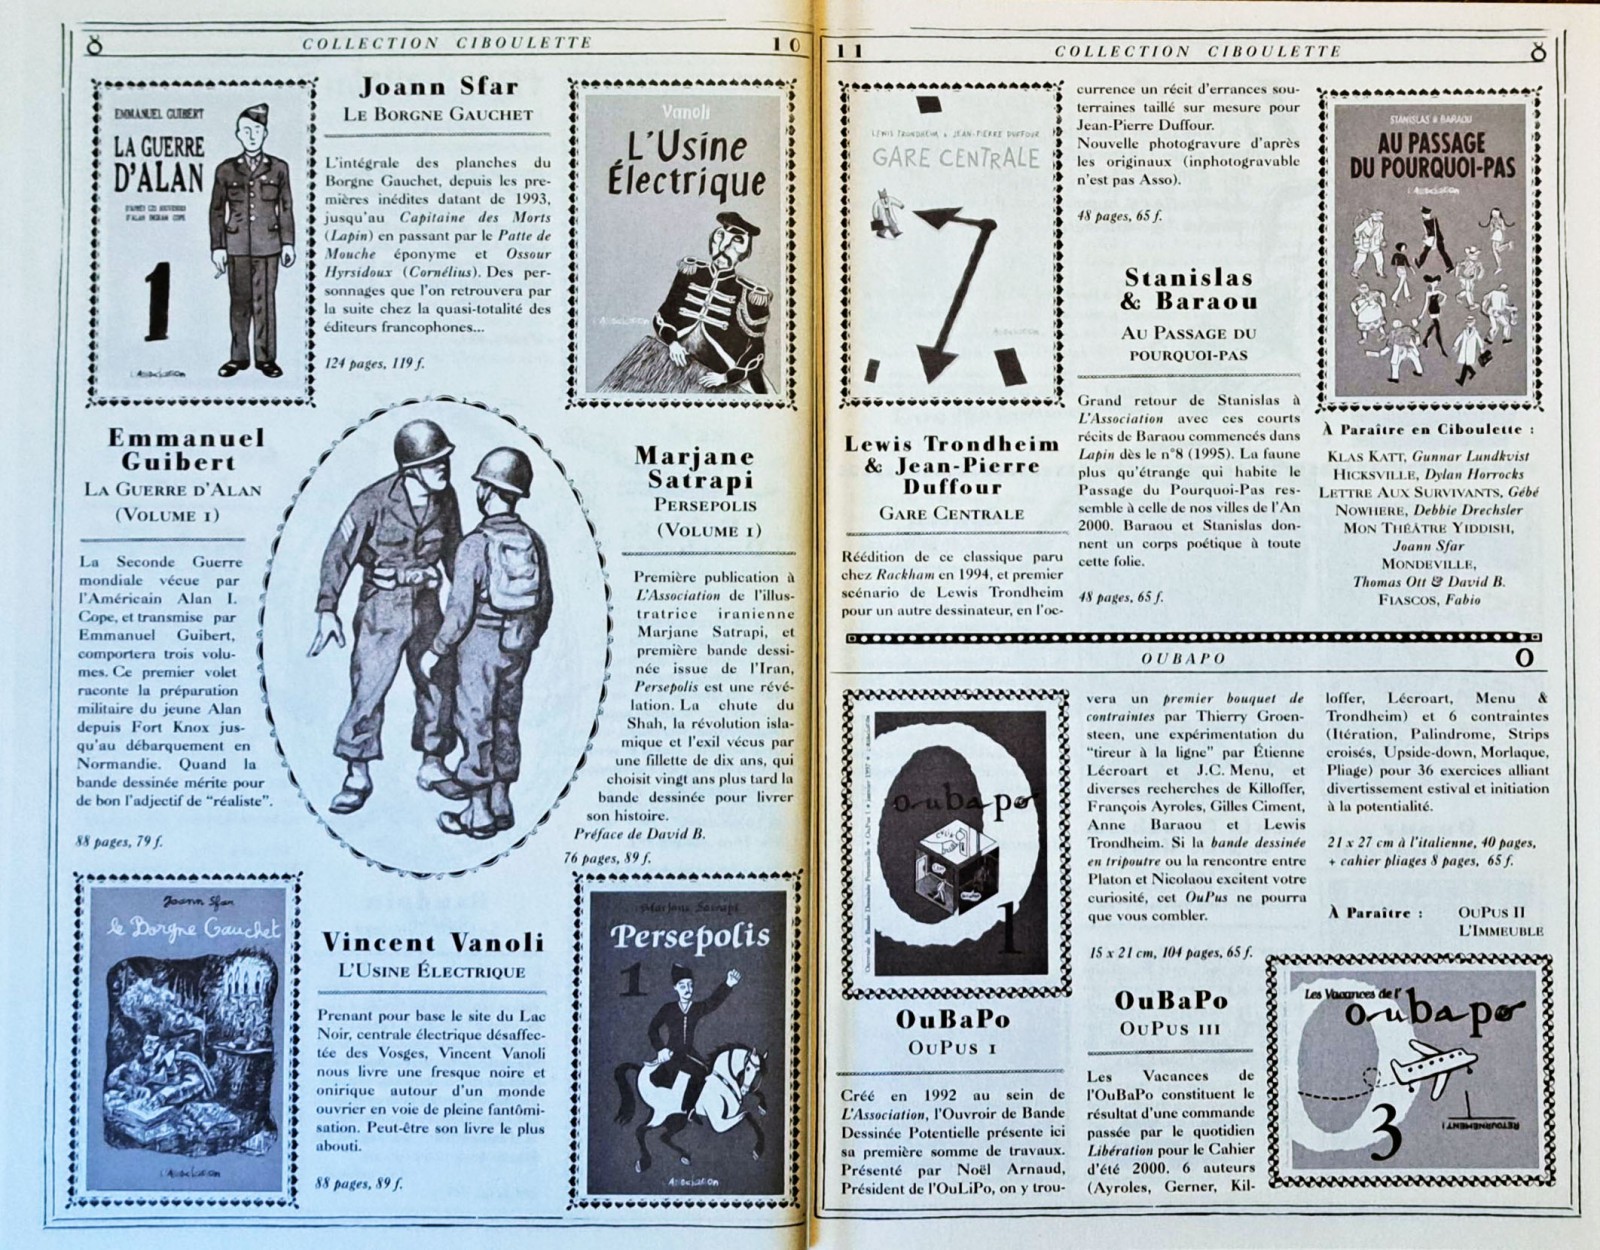 COLLECTION CIBOULETTE
10
EMMANUEL GUIBERT
LA GUERRE
D'ALAN
D'APRÈS LES SOUVENIRS
D'ALAN INGRAM COPE
1
L'Association
Emmanuel
Guibert
LA GUERRE D'ALAN
(VOLUME 1)
La Seconde Guerre
mondiale vécue par
l'Américain Alan I.
Cope, et transmise par
Emmanuel Guibert,
comportera trois volu-
mes. Ce premier volet
raconte la préparation
militaire du jeune Alan
depuis Fort Knox jus-
qu'au débarquement en
Normandie. Quand la
bande dessinée mérite pour
de bon l'adjectif de "réaliste".
88 pages, 79 f.
Joann Sfar
le Borgne Gauchet
L'Association
Joann Sfar
LE BORGNE GAUCHET
L'intégrale des planches du
Borgne Gauchet, depuis les pre-
mières inédites datant de 1993,
jusqu'au Capitaine des Morts
(Lapin) en passant par le Patte de
Mouche éponyme et Ossour
Hyrsidoux (Cornélius). Des per-
sonnages que l'on retrouvera par
la suite chez la quasi-totalité des
éditeurs francophones...
124 pages, 119 f.
Vincent Vanoli
L'USINE ÉLECTRIQUE
Prenant pour base le site du Lac
Noir, centrale électrique désaffec-
tée des Vosges, Vincent Vanoli
nous livre une fresque noire et
onirique autour d'un monde
ouvrier en voie de pleine fantômi-
sation. Peut-être son livre le plus
abouti.
88 pages, 89 f.
Vanoli
L'Usine
Électrique
L'Association
Marjane
Satrapi
PERSEPOLIS
(VOLUME 1)
Première publication à
L'Association de l'illus-
tratrice iranienne
Marjane Satrapi, et
première bande dessi-
née issue de l'Iran,
Persepolis est une révé-
lation. La chute du
Shah, la révolution isla-
mique et l'exil vécus par
une fillette de dix ans, qui
choisit vingt ans plus tard la
bande dessinée pour livrer
son histoire.
Préface de David B.
76 pages, 89 f.
Marjane Satrapi
Persepolis
1
L'Association
11
COLLECTION CIBOULETTE
LEWIS TRONDHEIM & JEAN-PIERRE DUFFOUR
GARE CENTRALE
L'Association
Lewis Trondheim
& Jean-Pierre
Duffour
GARE CENTRALE
Réédition de ce classique paru
chez Rackham en 1994, et premier
scénario de Lewis Trondheim
pour un autre dessinateur, en l'oc-
currence un récit d'errances sou-
terraines taillé sur mesure pour
Jean-Pierre Duffour.
Nouvelle photogravure d'après
les originaux (inphotogravable
n'est pas Asso).
48 pages, 65 f.
Stanislas
& Baraou
AU PASSAGE DU
POURQUOI-PAS
Grand retour de Stanislas à
L'Association avec ces courts
récits de Baraou commencés dans
Lapin dès le n°8 (1995). La faune
plus qu'étrange qui habite le
Passage du Pourquoi-Pas res-
semble à celle de nos villes de l'An
2000. Baraou et Stanislas don-
nent un corps poétique à toute
cette folie.
48 pages, 65 f.
STANISLAS & BARAOU
AU PASSAGE
DU POURQUOI-PAS
L'Association
À Paraître en Ciboulette :
KLAS KATT, Gunnar Lundkvist
HICKSVILLE, Dylan Horrocks
LETTRE AUX SURVIVANTS, Gébé
NOWHERE, Debbie Drechsler
MON THÉÂTRE YIDDISH,
Joann Sfar
MONDEVILLE,
Thomas Ott & David B.
FIASCOS, Fabio
OUBAPO
O
oubapo
1
OuBaPo
OUPUS I
Créé en 1992 au sein de
L'Association, l'Ouvroir de Bande
Dessinée Potentielle présente ici
sa première somme de travaux.
Présenté par Noël Arnaud,
Président de l'OuLiPo, on y trou-
vera un premier bouquet de
contraintes par Thierry Groen-
steen, une expérimentation du
"tireur à la ligne" par Étienne
Lécroart et J.C. Menu, et
diverses recherches de Killoffer,
François Ayroles, Gilles Ciment,
Anne Baraou et Lewis
Trondheim. Si la bande dessinée
en tripoutre ou la rencontre entre
Platon et Nicolaou excitent votre
curiosité, cet OuPus ne pourra
que vous combler.
15 x 21 cm, 104 pages, 65 f.
OuBaPo
OUPUS III
Les Vacances de
l'OuBaPo constituent le
résultat d'une commande
passée par le quotidien
Libération pour le Cahier
d'été 2000. 6 auteurs
(Ayroles, Gerner, Kil-
loffer, Lécroart, Menu &
Trondheim) et 6 contraintes
(Itération, Palindrome, Strips
croisés, Upside-down, Morlaque,
Pliage) pour 36 exercices alliant
divertissement estival et initiation
à la potentialité.
21 x 27 cm à l'italienne, 40 pages,
+ cahier pliages 8 pages, 65 f.
À Paraître : OUPUS II
L'IMMEUBLE
Les Vacances de l'
oubapo
3
RETOURNEMENT !